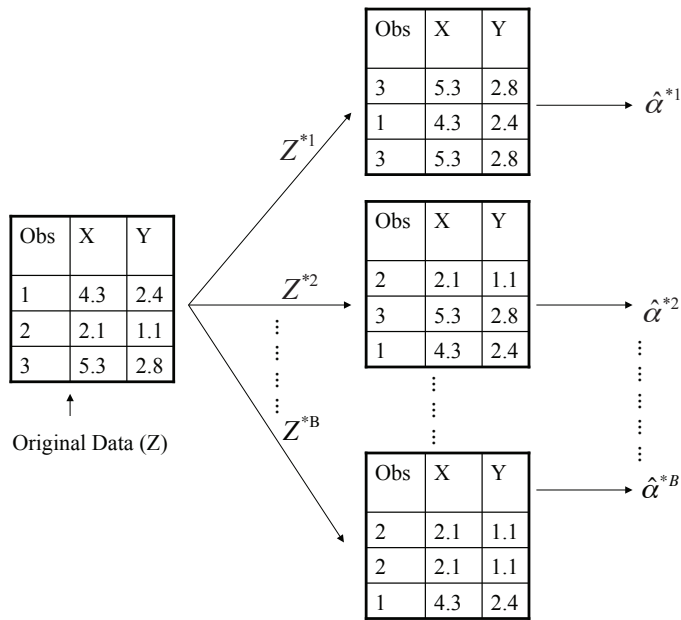 Obs X Y
3 5.3 2.8
1 4.3 2.4
3 5.3 2.8
α̂*1
Z*1
Obs X Y
1 4.3 2.4
2 2.1 1.1
3 5.3 2.8
Original Data (Z)
Z*2
Obs X Y
2 2.1 1.1
3 5.3 2.8
1 4.3 2.4
α̂*2
Z*B
Obs X Y
2 2.1 1.1
2 2.1 1.1
1 4.3 2.4
α̂*B